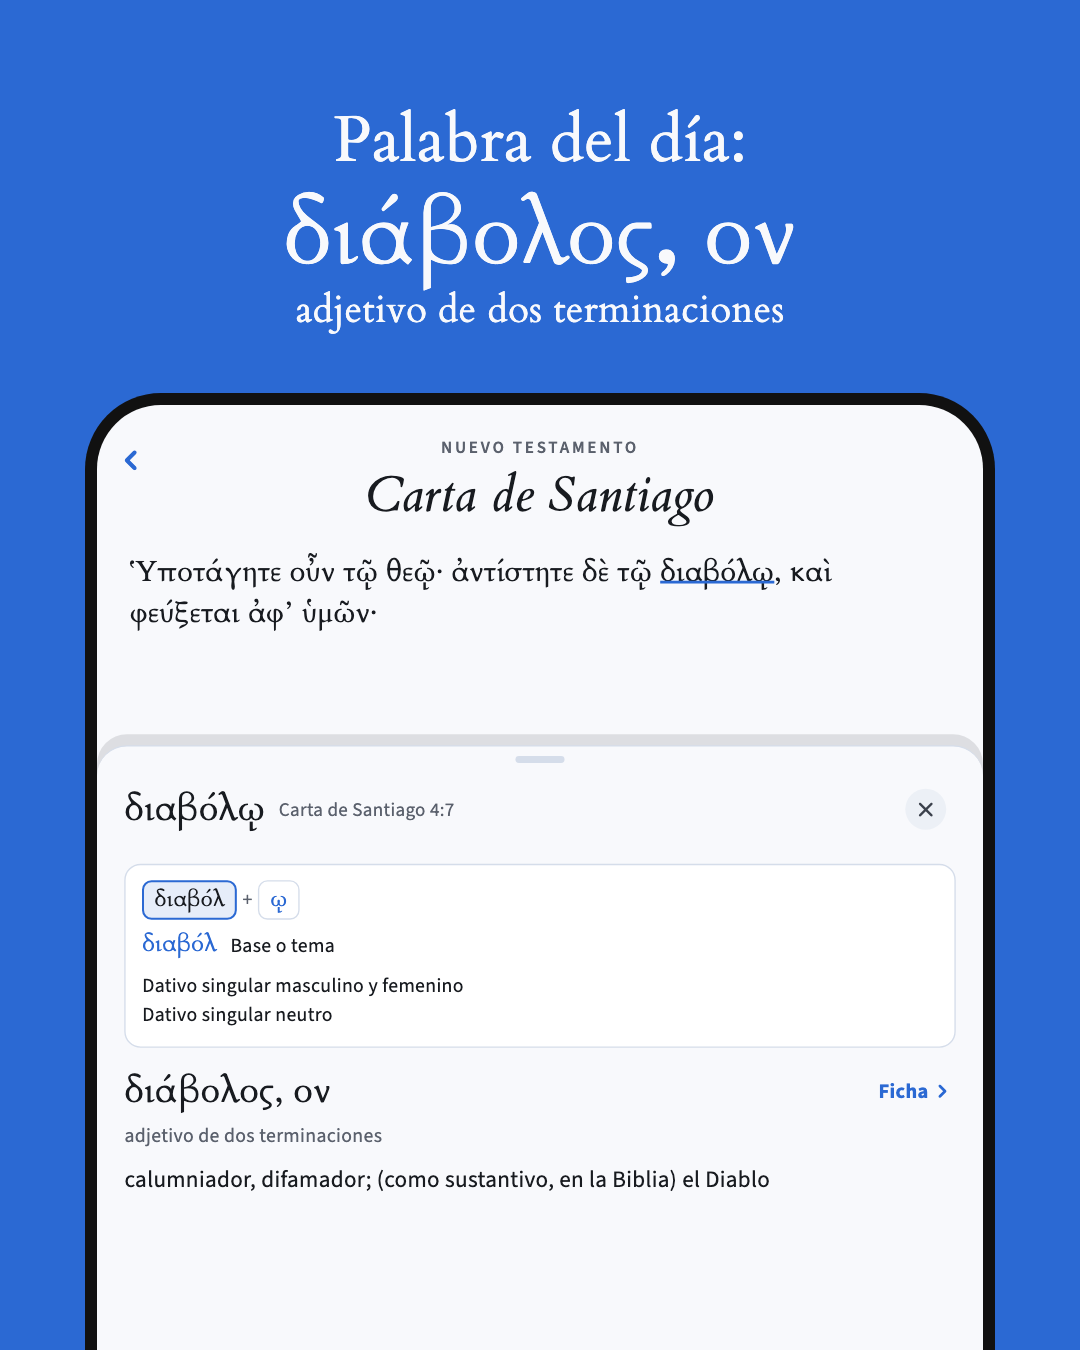 Palabra del día:
διάβολος, ον
adjetivo de dos terminaciones
NUEVO TESTAMENTO
Carta de Santiago
Ὑποτάγητε οὖν τῷ θεῷ· ἀντίστητε δὲ τῷ διαβόλῳ, καὶ
φεύξεται ἀφ’ ὑμῶν·
διαβόλῳ Carta de Santiago 4:7
διαβόλ + ῳ
διαβόλ Base o tema
Dativo singular masculino y femenino
Dativo singular neutro
διάβολος, ον Ficha
adjetivo de dos terminaciones
calumniador, difamador; (como sustantivo, en la Biblia) el Diablo